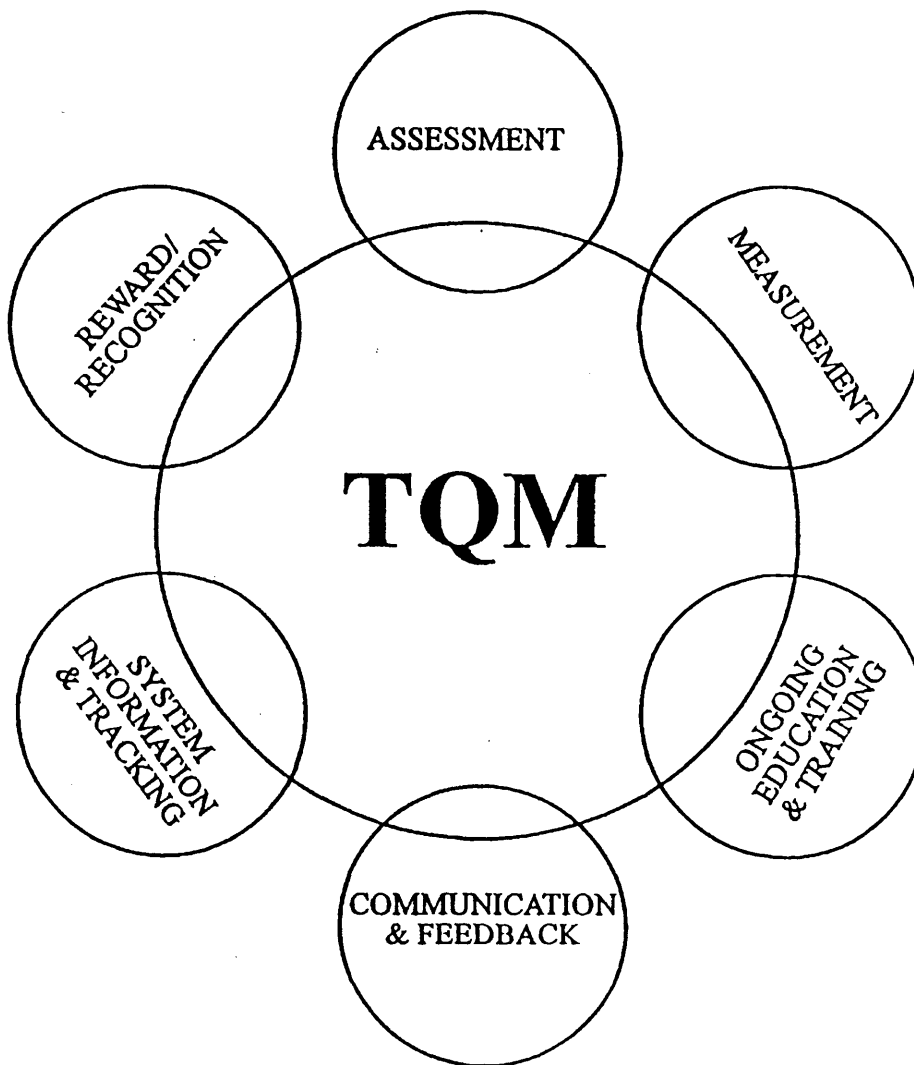 ASSESSMENT
MEASUREMENT
REWARD/
RECOGNITION
TQM
SYSTEM
INFORMATION
& TRACKING
ONGOING
EDUCATION
& TRAINING
COMMUNICATION
& FEEDBACK